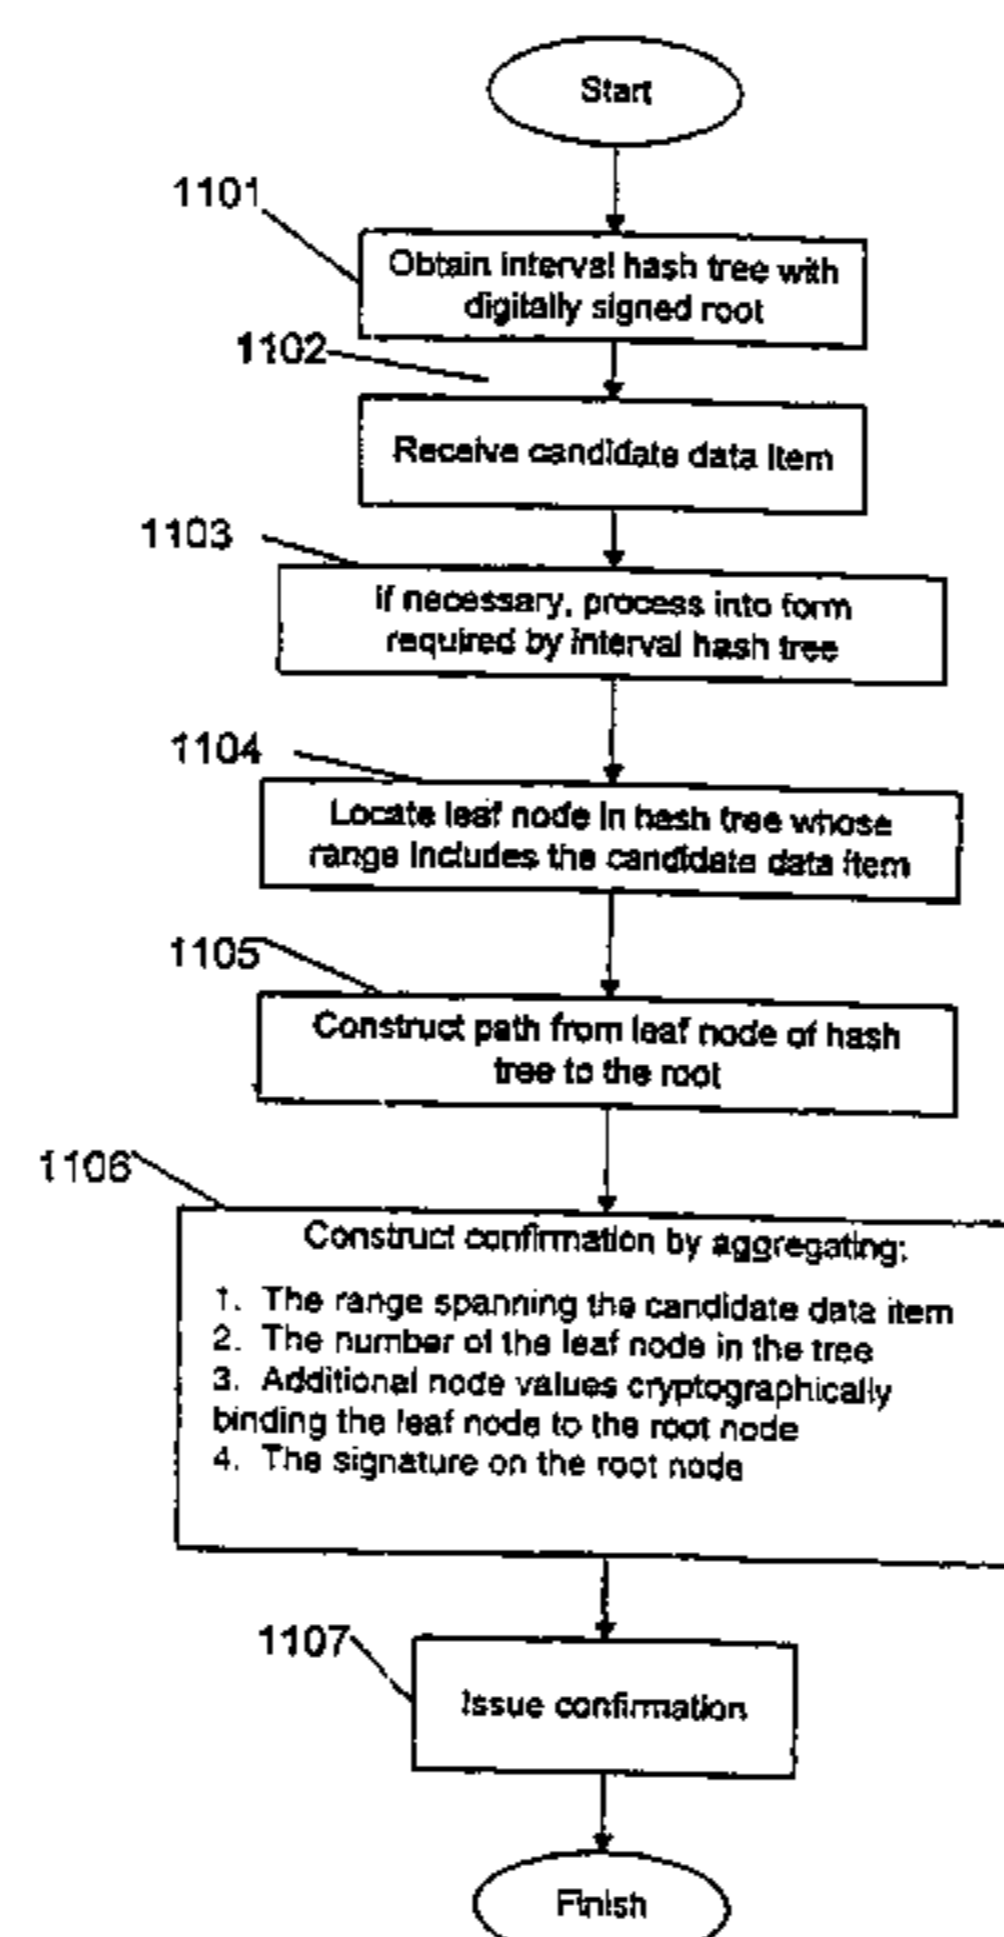 Start
1101
Obtain interval hash tree with
digitally signed root
1102
Receive candidate data item
1103
If necessary, process into form
required by interval hash tree
1104
Locate leaf node in hash tree whose
range includes the candidate data item
1105
Construct path from leaf node of hash
tree to the root
1106
Construct confirmation by aggregating:
1. The range spanning the candidate data item
2. The number of the leaf node in the tree
3. Additional node values cryptographically
binding the leaf node to the root node
4. The signature on the root node
1107
Issue confirmation
Finish